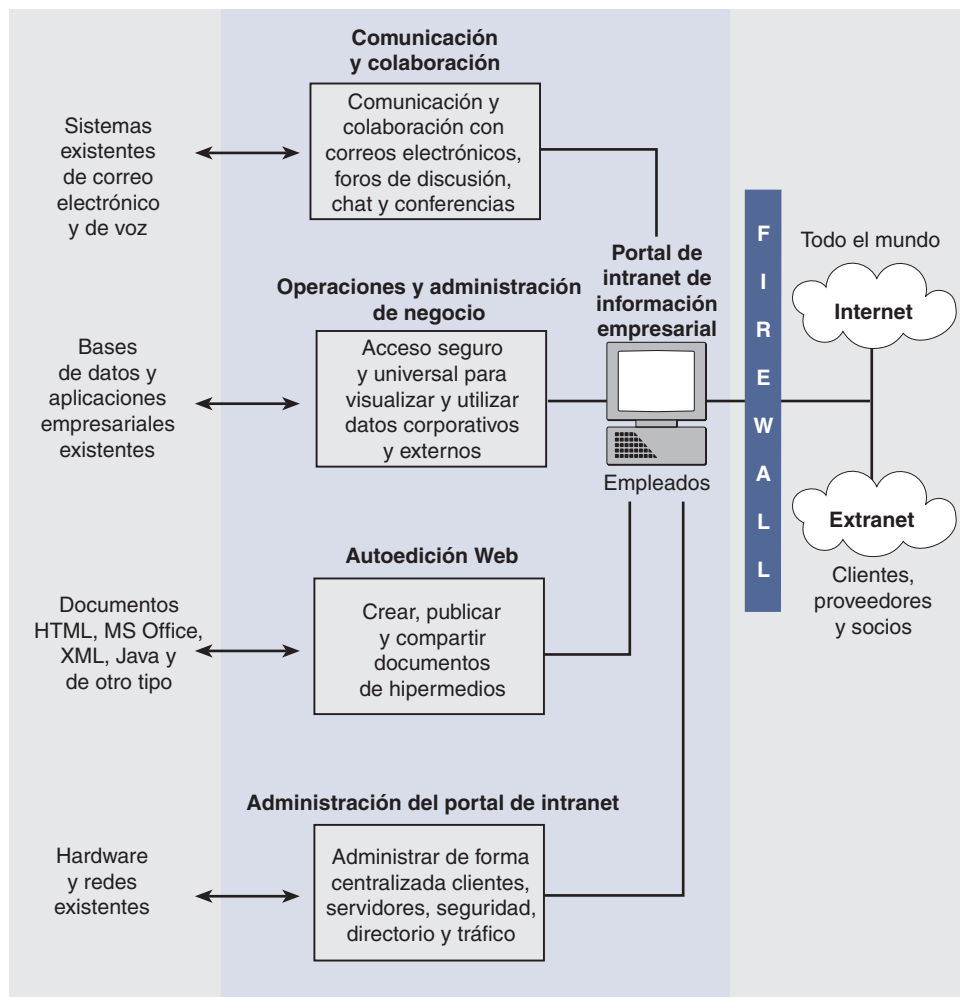 Comunicación
y colaboración
Sistemas
existentes
de correo
electrónico
y de voz
Comunicación y
colaboración con
correos electrónicos,
foros de discusión,
chat y conferencias
Operaciones y administración
de negocio
Bases
de datos y
aplicaciones
empresariales
existentes
Acceso seguro
y universal para
visualizar y utilizar
datos corporativos
y externos
Portal de
intranet de
información
empresarial
Empleados
F
I
R
E
W
A
L
L
Todo el mundo
Internet
Extranet
Clientes,
proveedores
y socios
Autoedición Web
Documentos
HTML, MS Office,
XML, Java y
de otro tipo
Crear, publicar
y compartir
documentos
de hipermedios
Administración del portal de intranet
Hardware
y redes
existentes
Administrar de forma
centralizada clientes,
servidores, seguridad,
directorio y tráfico